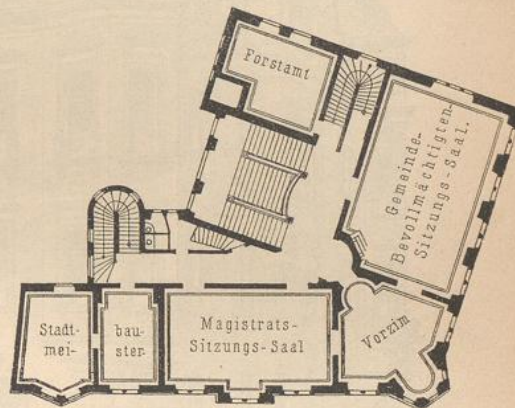 Forstamt
Gemeinde-
Bevollmächtigten-
Sitzungs-Saal.
Stadt-
mei-
bau-
ster
Magistrats-
Sitzungs-Saal
Vorzim